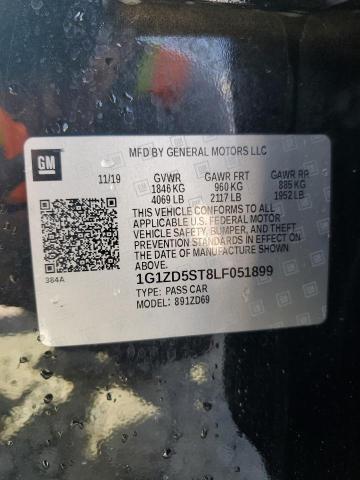 MFD BY GENERAL MOTORS LLC
GM
11/19 GVWR GAWR FRT GAWR RR
1846 KG 960 KG 885 KG
4069 LB 2117 LB 1952 LB
THIS VEHICLE CONFORMS TO ALL
APPLICABLE U.S. FEDERAL MOTOR
VEHICLE SAFETY, BUMPER, AND THEFT
PREVENTION STANDARDS IN EFFECT
ON THE DATE OF MANUFACTURE
SHOWN ABOVE.
384A
1G1ZD5ST8LF051899
TYPE: PASS CAR
MODEL: 891ZD69